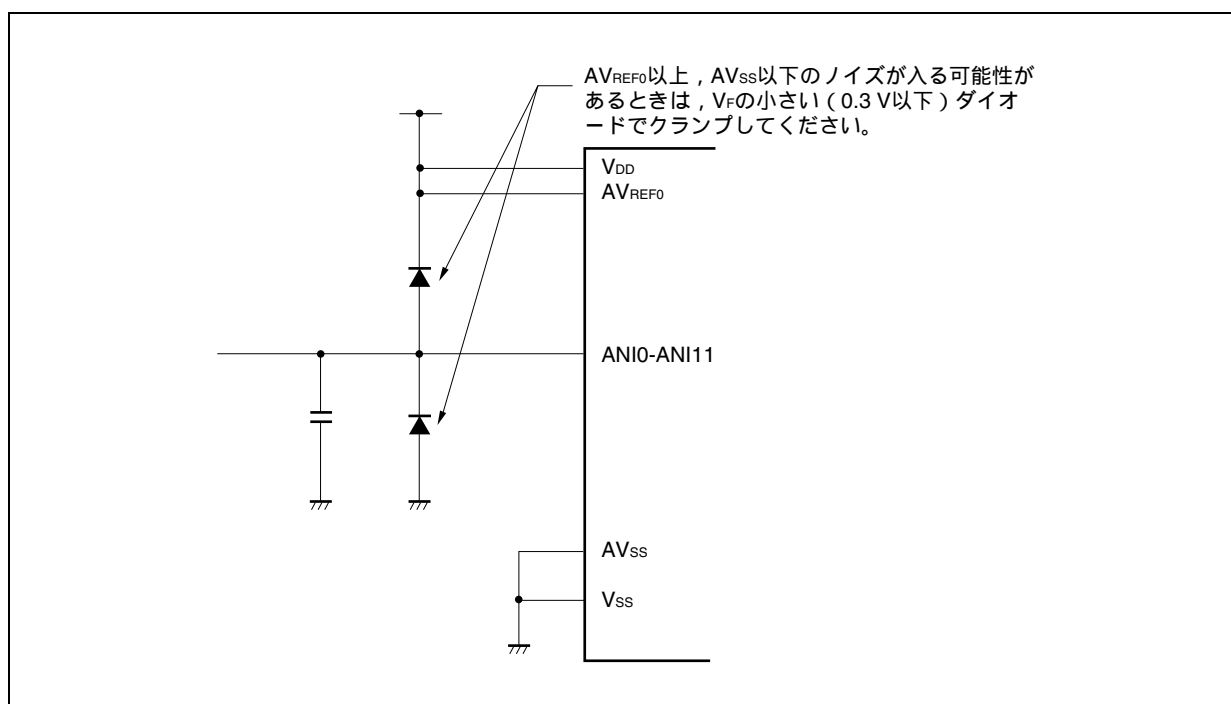 AVREF0以上，AVSS以下のノイズが入る可能性が
あるときは，VFの小さい（0.3 V以下）ダイオ
ードでクランプしてください。
VDD
AVREF0
ANI0-ANI11
AVSS
VSS